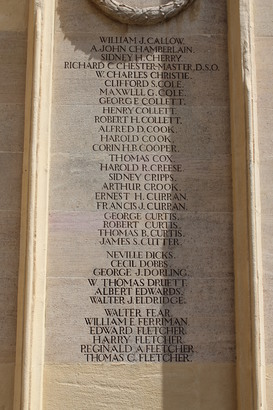 WILLIAM J. CALLOW.
A. JOHN CHAMBERLAIN.
SIDNEY H. CHERRY.
RICHARD C. CHESTER-MASTER, D.S.O.
W. CHARLES CHRISTIE.
CLIFFORD S. COLE.
MAXWELL G. COLE.
GEORGE COLLETT.
HENRY COLLETT.
ROBERT H. COLLETT.
ALFRED D. COOK.
HAROLD COOK.
CORIN H.B. COOPER.
THOMAS COX.
HAROLD R. CREESE.
SIDNEY CRIPPS.
ARTHUR CROOK.
ERNEST H. CURRAN.
FRANCIS J. CURRAN.
GEORGE CURTIS.
ROBERT CURTIS.
THOMAS B. CURTIS.
JAMES S. CUTTER.
NEVILLE DICKS.
CECIL DOBBS.
GEORGE J. DORLING.
W. THOMAS DRUETT.
ALBERT EDWARDS.
WALTER J. ELDRIDGE.
WALTER FEAR.
WILLIAM E. FERRIMAN.
EDWARD FLETCHER.
HARRY FLETCHER.
REGINALD A. FLETCHER.
THOMAS C. FLETCHER.